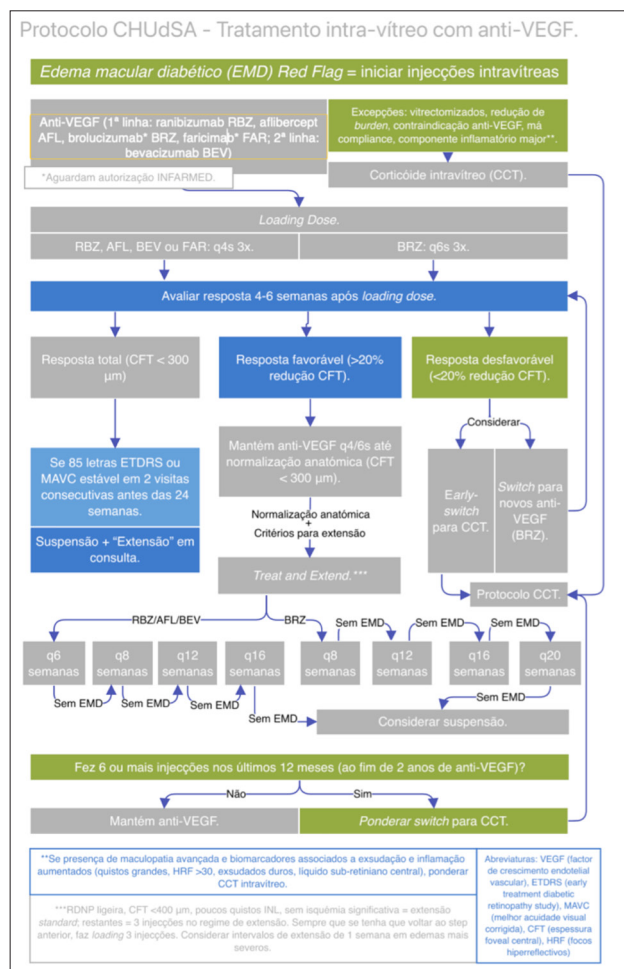 Protocolo CHUdSA - Tratamento intra-vítreo com anti-VEGF.
Edema macular diabético (EMD) Red Flag = iniciar injecções intravítreas
Anti-VEGF (1ª linha: ranibizumab RBZ, aflibercept
AFL, brolucizumab* BRZ, faricimab* FAR; 2ª linha:
bevacizumab BEV)
*Aguardam autorização INFARMED.
Excepções: vitrectomizados, redução de
burden, contraindicação anti-VEGF, má
compliance, componente inflamatório major**.
Corticóide intravítreo (CCT).
Loading Dose.
RBZ, AFL, BEV ou FAR: q4s 3x.
BRZ: q6s 3x.
Avaliar resposta 4-6 semanas após loading dose.
Resposta total (CFT < 300
µm)
Resposta favorável (>20%
redução CFT).
Resposta desfavorável
(<20% redução CFT).
Se 85 letras ETDRS ou
MAVC estável em 2 visitas
consecutivas antes das 24
semanas.
Suspensão + “Extensão” em
consulta.
Mantém anti-VEGF q4/6s até
normalização anatómica (CFT
< 300 µm).
Normalização anatómica
+
Critérios para extensão
Treat and Extend.***
Considerar
Early-
switch
para CCT.
Switch para
novos anti-
VEGF
(BRZ).
Protocolo CCT.
RBZ/AFL/BEV
BRZ
q6
semanas
Sem EMD
q8
semanas
Sem EMD
q12
semanas
Sem EMD
q16
semanas
Sem EMD
q8
semanas
Sem EMD
q12
semanas
Sem EMD
q16
semanas
Sem EMD
q20
semanas
Sem EMD
Considerar suspensão.
Fez 6 ou mais injecções nos últimos 12 meses (ao fim de 2 anos de anti-VEGF)?
Não
Sim
Mantém anti-VEGF.
Ponderar switch para CCT.
**Se presença de maculopatia avançada e biomarcadores associados a exsudação e inflamação
aumentados (quistos grandes, HRF >30, exsudados duros, líquido sub-retiniano central), ponderar
CCT intravítreo.
***RDNP ligeira, CFT <400 µm, poucos quistos INL, sem isquémia significativa = extensão
standard; restantes = 3 injecções no regime de extensão. Sempre que se tenha que voltar ao step
anterior, faz loading 3 injecções. Considerar intervalos de extensão de 1 semana em edemas mais
severos.
Abreviaturas: VEGF (factor
de crescimento endotelial
vascular), ETDRS (early
treatment diabetic
retinopathy study), MAVC
(melhor acuidade visual
corrigida), CFT (espessura
foveal central), HRF (focos
hiperreflectivos)